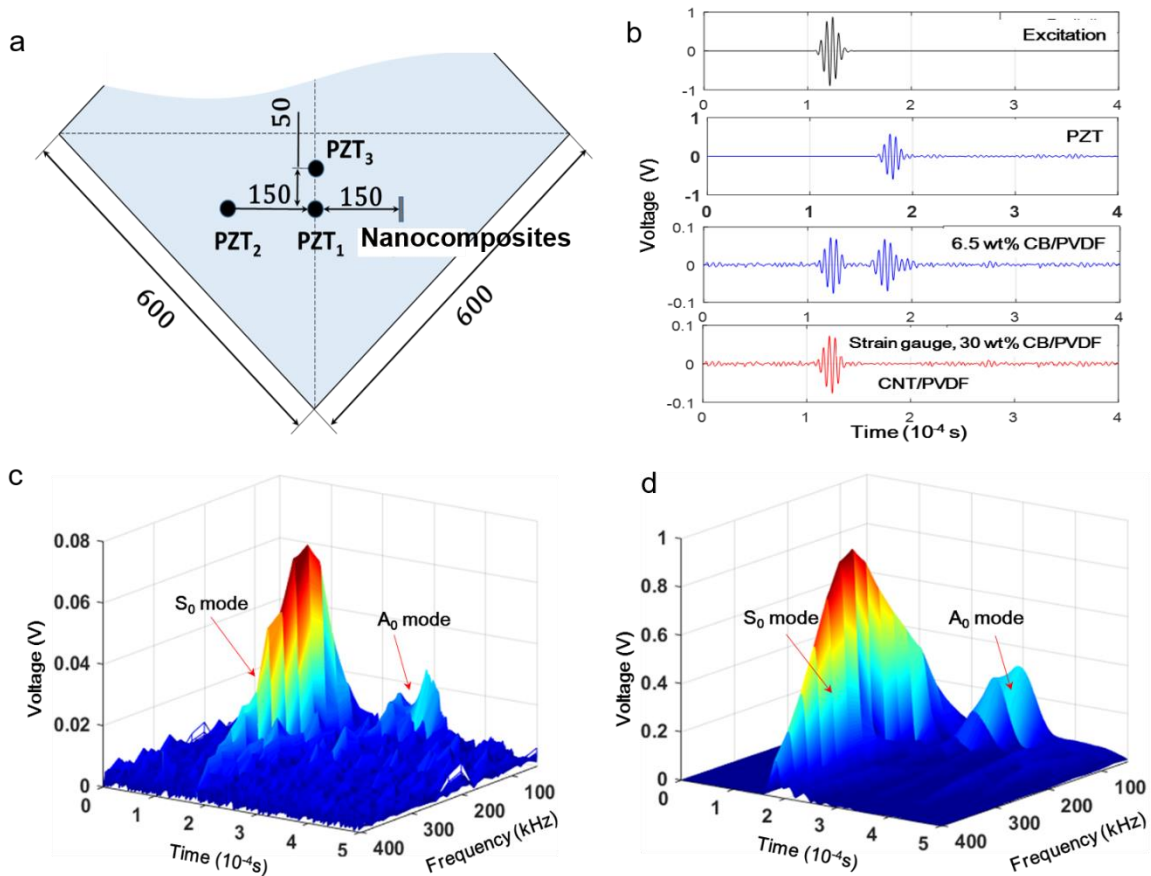 a
50
PZT3
150
150
PZT2
PZT1
Nanocomposites
600
600
b
Excitation
1
0
-1
0
1
2
3
4
PZT
1
0
-1
0
1
2
3
4
6.5 wt% CB/PVDF
0.1
0
-0.1
0
1
2
3
4
Strain gauge, 30 wt% CB/PVDF
CNT/PVDF
0.1
0
-0.1
0
1
2
3
4
Voltage (V)
Time (10-4 s)
c
0.08
0.06
0.04
0.02
0
Voltage (V)
S0 mode
A0 mode
0
1
2
3
4
5
Time (10-4s)
400
300
200
100
Frequency (kHz)
d
1
0.8
0.6
0.4
0.2
0
Voltage (V)
S0 mode
A0 mode
0
1
2
3
4
5
Time (10-4s)
400
300
200
100
Frequency (kHz)